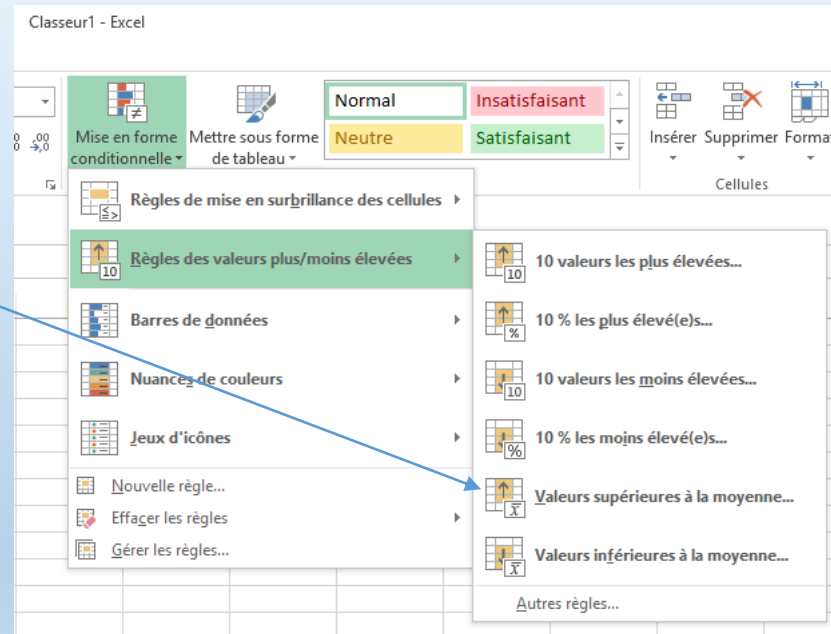 Classeur1 - Excel
Mise en forme
conditionnelle
Mettre sous forme
de tableau
Normal
Insatisfaisant
Neutre
Satisfaisant
Insérer
Supprimer
Format
Cellules
0 ,00
0 →,0
Règles de mise en surbrillance des cellules
Règles des valeurs plus/moins élevées
Barres de données
Nuances de couleurs
Jeux d'icônes
Nouvelle règle...
Effacer les règles
Gérer les règles...
10 valeurs les plus élevées...
10 % les plus élevé(e)s...
10 valeurs les moins élevées...
10 % les moins élevé(e)s...
Valeurs supérieures à la moyenne...
Valeurs inférieures à la moyenne...
Autres règles...